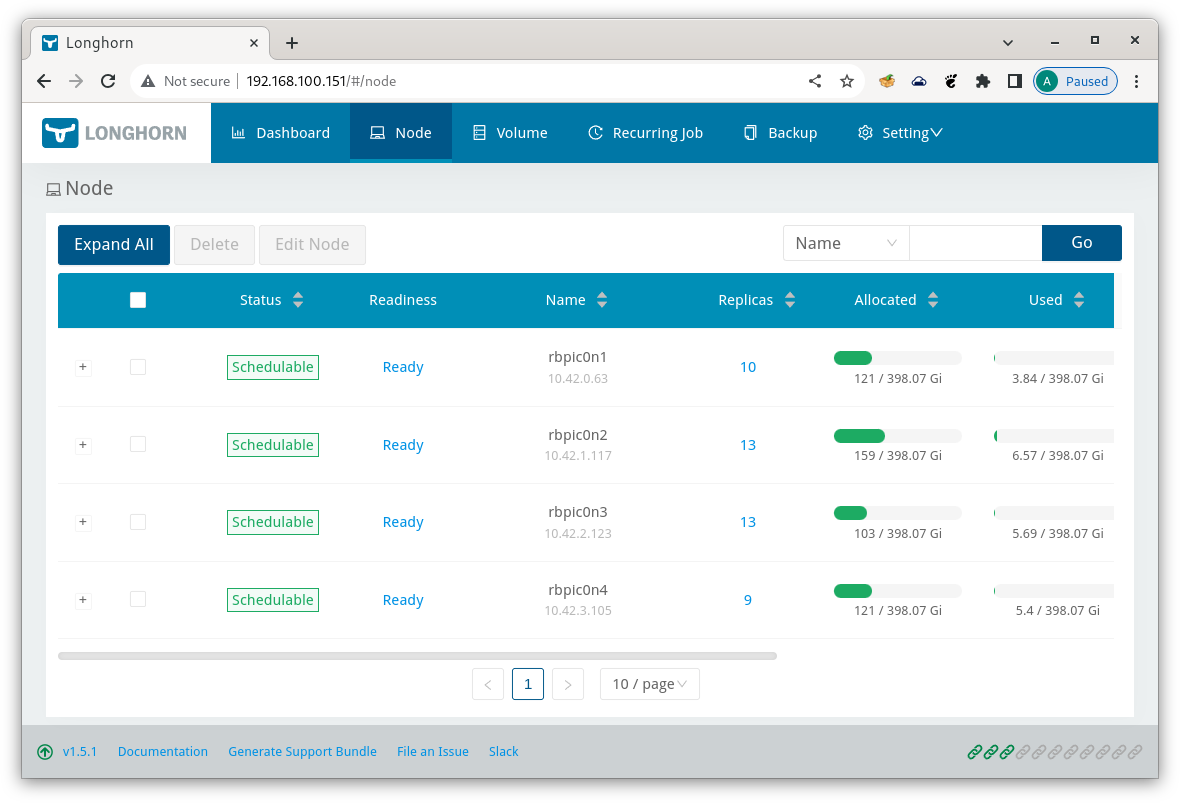 Longhorn
Not secure 192.168.100.151/#/node A Paused
LONGHORN Dashboard Node Volume Recurring Job Backup Setting
Node
Expand All Delete Edit Node Name Go
Status Readiness Name Replicas Allocated Used
+ Schedulable Ready rbpic0n1 10 121 / 398.07 Gi 3.84 / 398.07 Gi
10.42.0.63
+ Schedulable Ready rbpic0n2 13 159 / 398.07 Gi 6.57 / 398.07 Gi
10.42.1.117
+ Schedulable Ready rbpic0n3 13 103 / 398.07 Gi 5.69 / 398.07 Gi
10.42.2.123
+ Schedulable Ready rbpic0n4 9 121 / 398.07 Gi 5.4 / 398.07 Gi
10.42.3.105
< 1 > 10 / page
v1.5.1 Documentation Generate Support Bundle File an Issue Slack